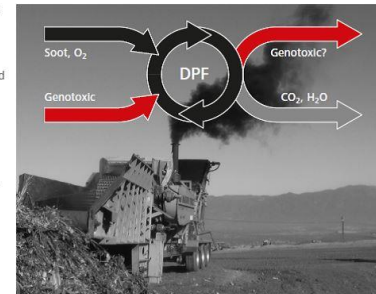 Soot, O₂
Genotoxic?
DPF
Genotoxic
CO₂, H₂O